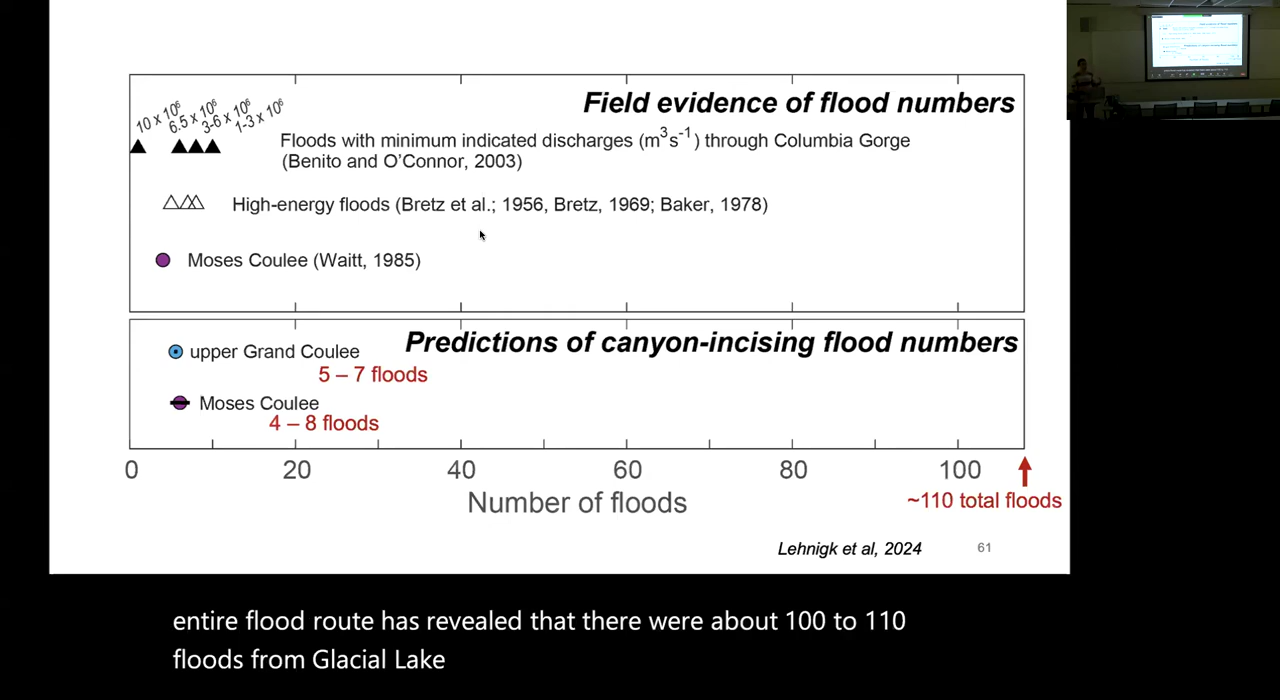 Field evidence of flood numbers
10 x 10⁶
6.5 x 10⁶
3-6 x 10⁶
1-3 x 10⁶
Floods with minimum indicated discharges (m³s⁻¹) through Columbia Gorge
(Benito and O'Connor, 2003)
High-energy floods (Bretz et al.; 1956, Bretz, 1969; Baker, 1978)
Moses Coulee (Waitt, 1985)
Predictions of canyon-incising flood numbers
upper Grand Coulee
5 – 7 floods
Moses Coulee
4 – 8 floods
0 20 40 60 80 100
Number of floods
~110 total floods
Lehnigk et al, 2024
61
entire flood route has revealed that there were about 100 to 110
floods from Glacial Lake